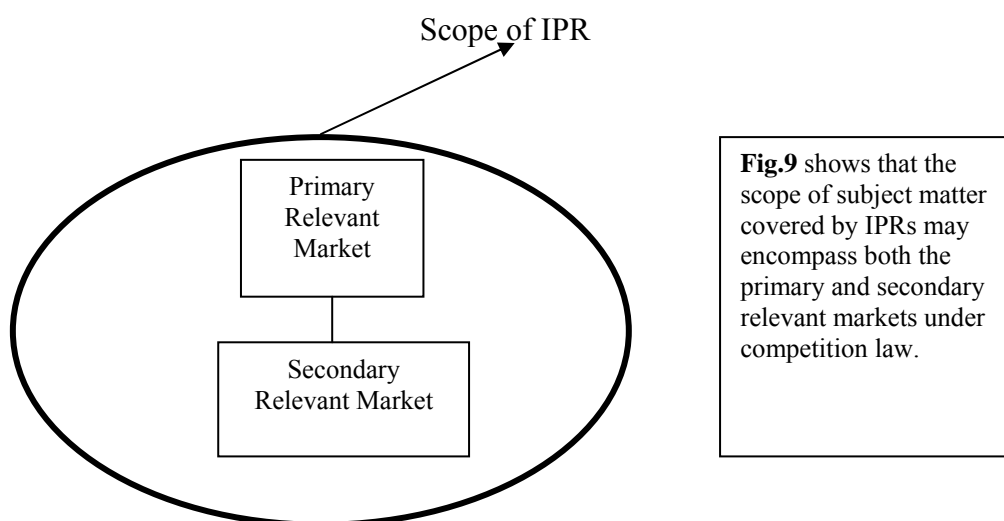 Scope of IPR
Primary
Relevant
Market
Secondary
Relevant Market
Fig.9 shows that the
scope of subject matter
covered by IPRs may
encompass both the
primary and secondary
relevant markets under
competition law.